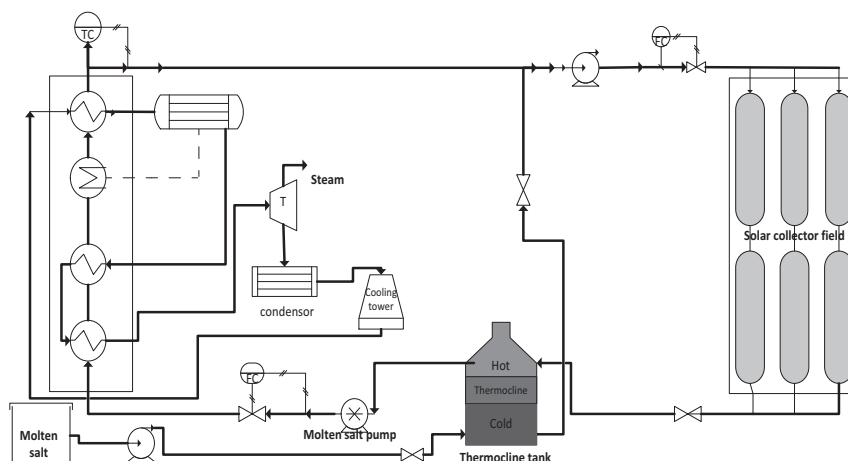 TC
FC
Steam
T
Solar collector field
Cooling
tower
condensor
Hot
FC
Thermocline
Cold
Molten salt pump
Molten
salt
Thermocline tank